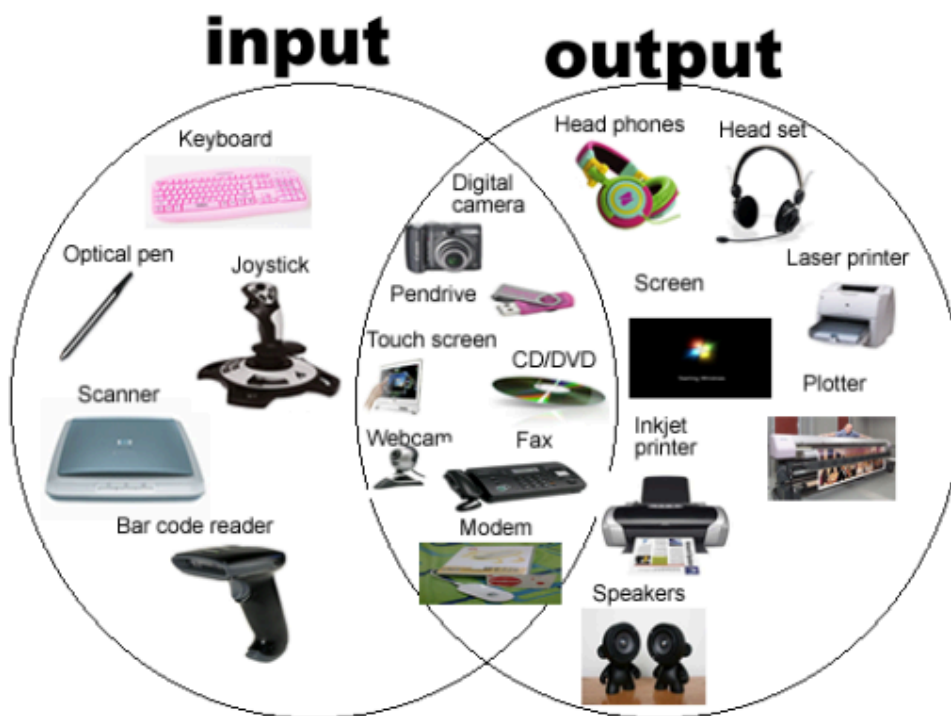 input
output
Keyboard
Optical pen
Joystick
Scanner
Bar code reader
Digital
camera
Pendrive
Touch screen
CD/DVD
Webcam
Fax
Modem
Head phones
Head set
Screen
Laser printer
Plotter
Inkjet
printer
Speakers